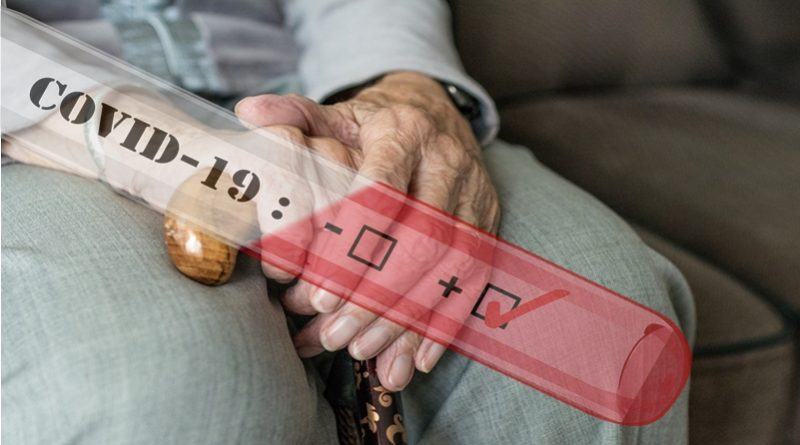 COVID-19 :
- ☐
+ ☑